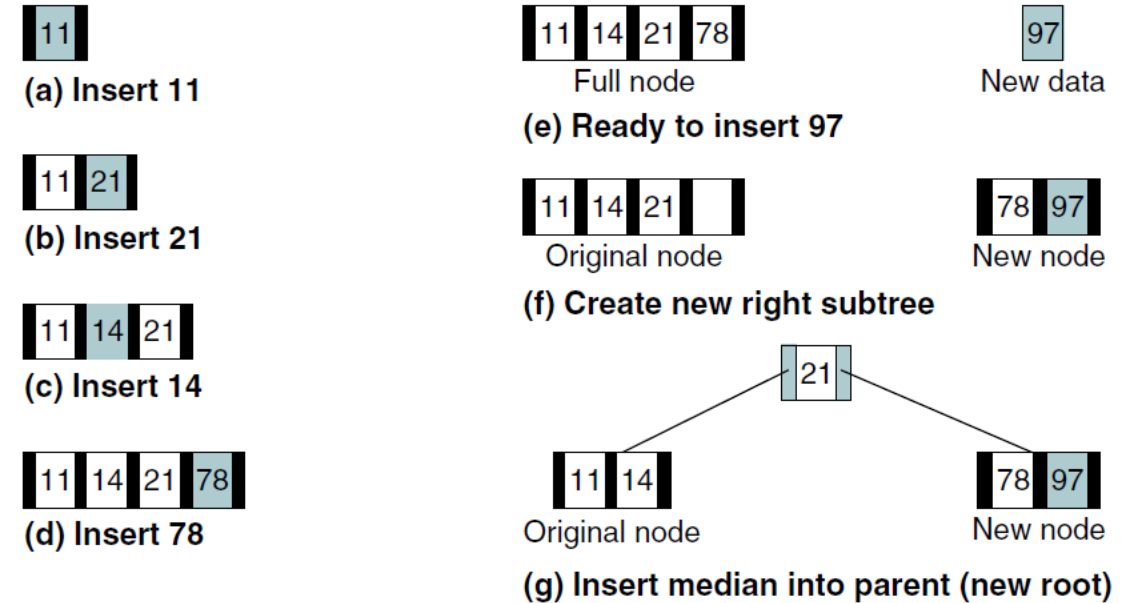 11
(a) Insert 11
11 21
(b) Insert 21
11 14 21
(c) Insert 14
11 14 21 78
(d) Insert 78
11 14 21 78
Full node
97
New data
(e) Ready to insert 97
11 14 21
Original node
78 97
New node
(f) Create new right subtree
21
11 14
Original node
78 97
New node
(g) Insert median into parent (new root)